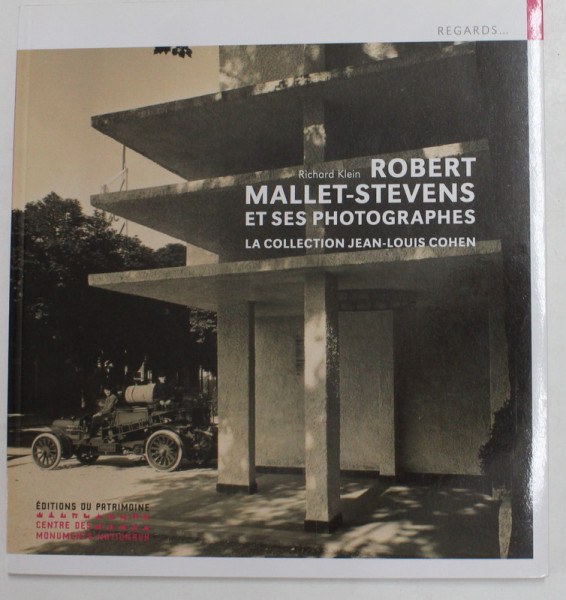 REGARDS...
Richard Klein ROBERT
MALLET-STEVENS
ET SES PHOTOGRAPHES
LA COLLECTION JEAN-LOUIS COHEN
ÉDITIONS DU PATRIMOINE
CENTRE DES
MONUMENTS NATIONAUX